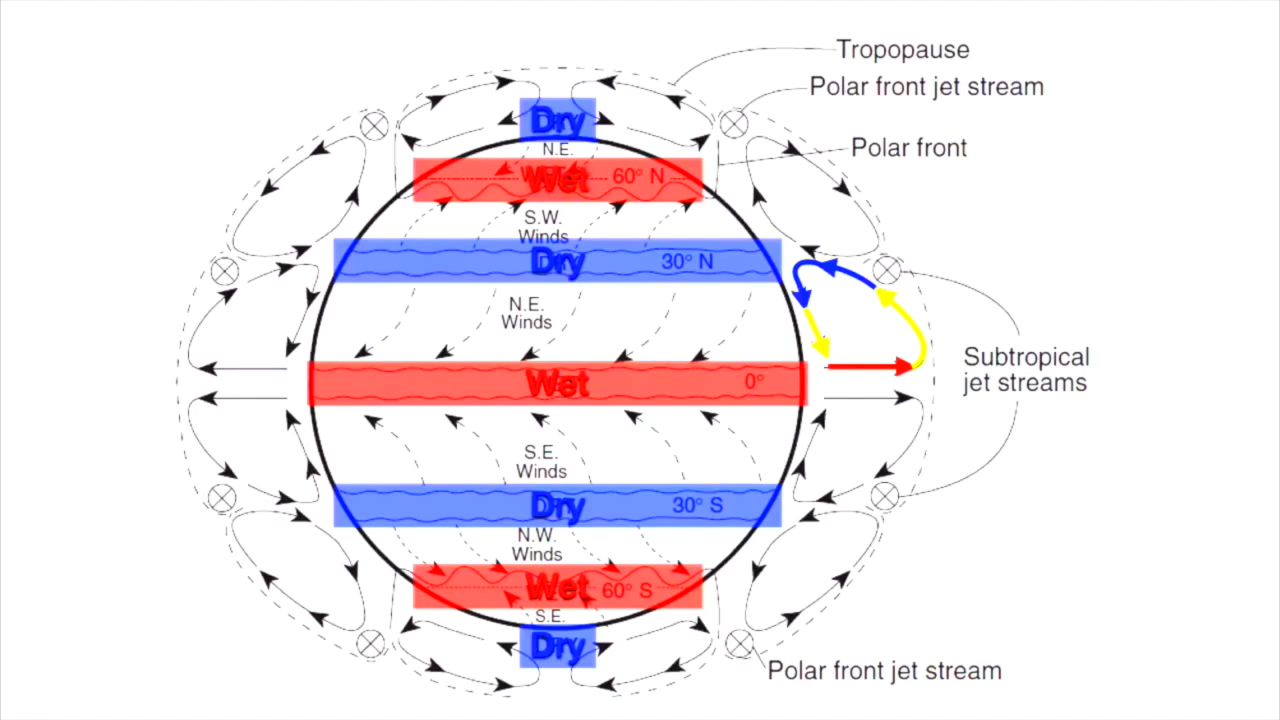 Tropopause
Polar front jet stream
Polar front
Dry
N.E.
Wet 60° N
S.W.
Winds
Dry 30° N
N.E.
Winds
Wet 0°
Subtropical
jet streams
S.E.
Winds
Dry 30° S
N.W.
Winds
Wet 60° S
S.E.
Dry
Polar front jet stream